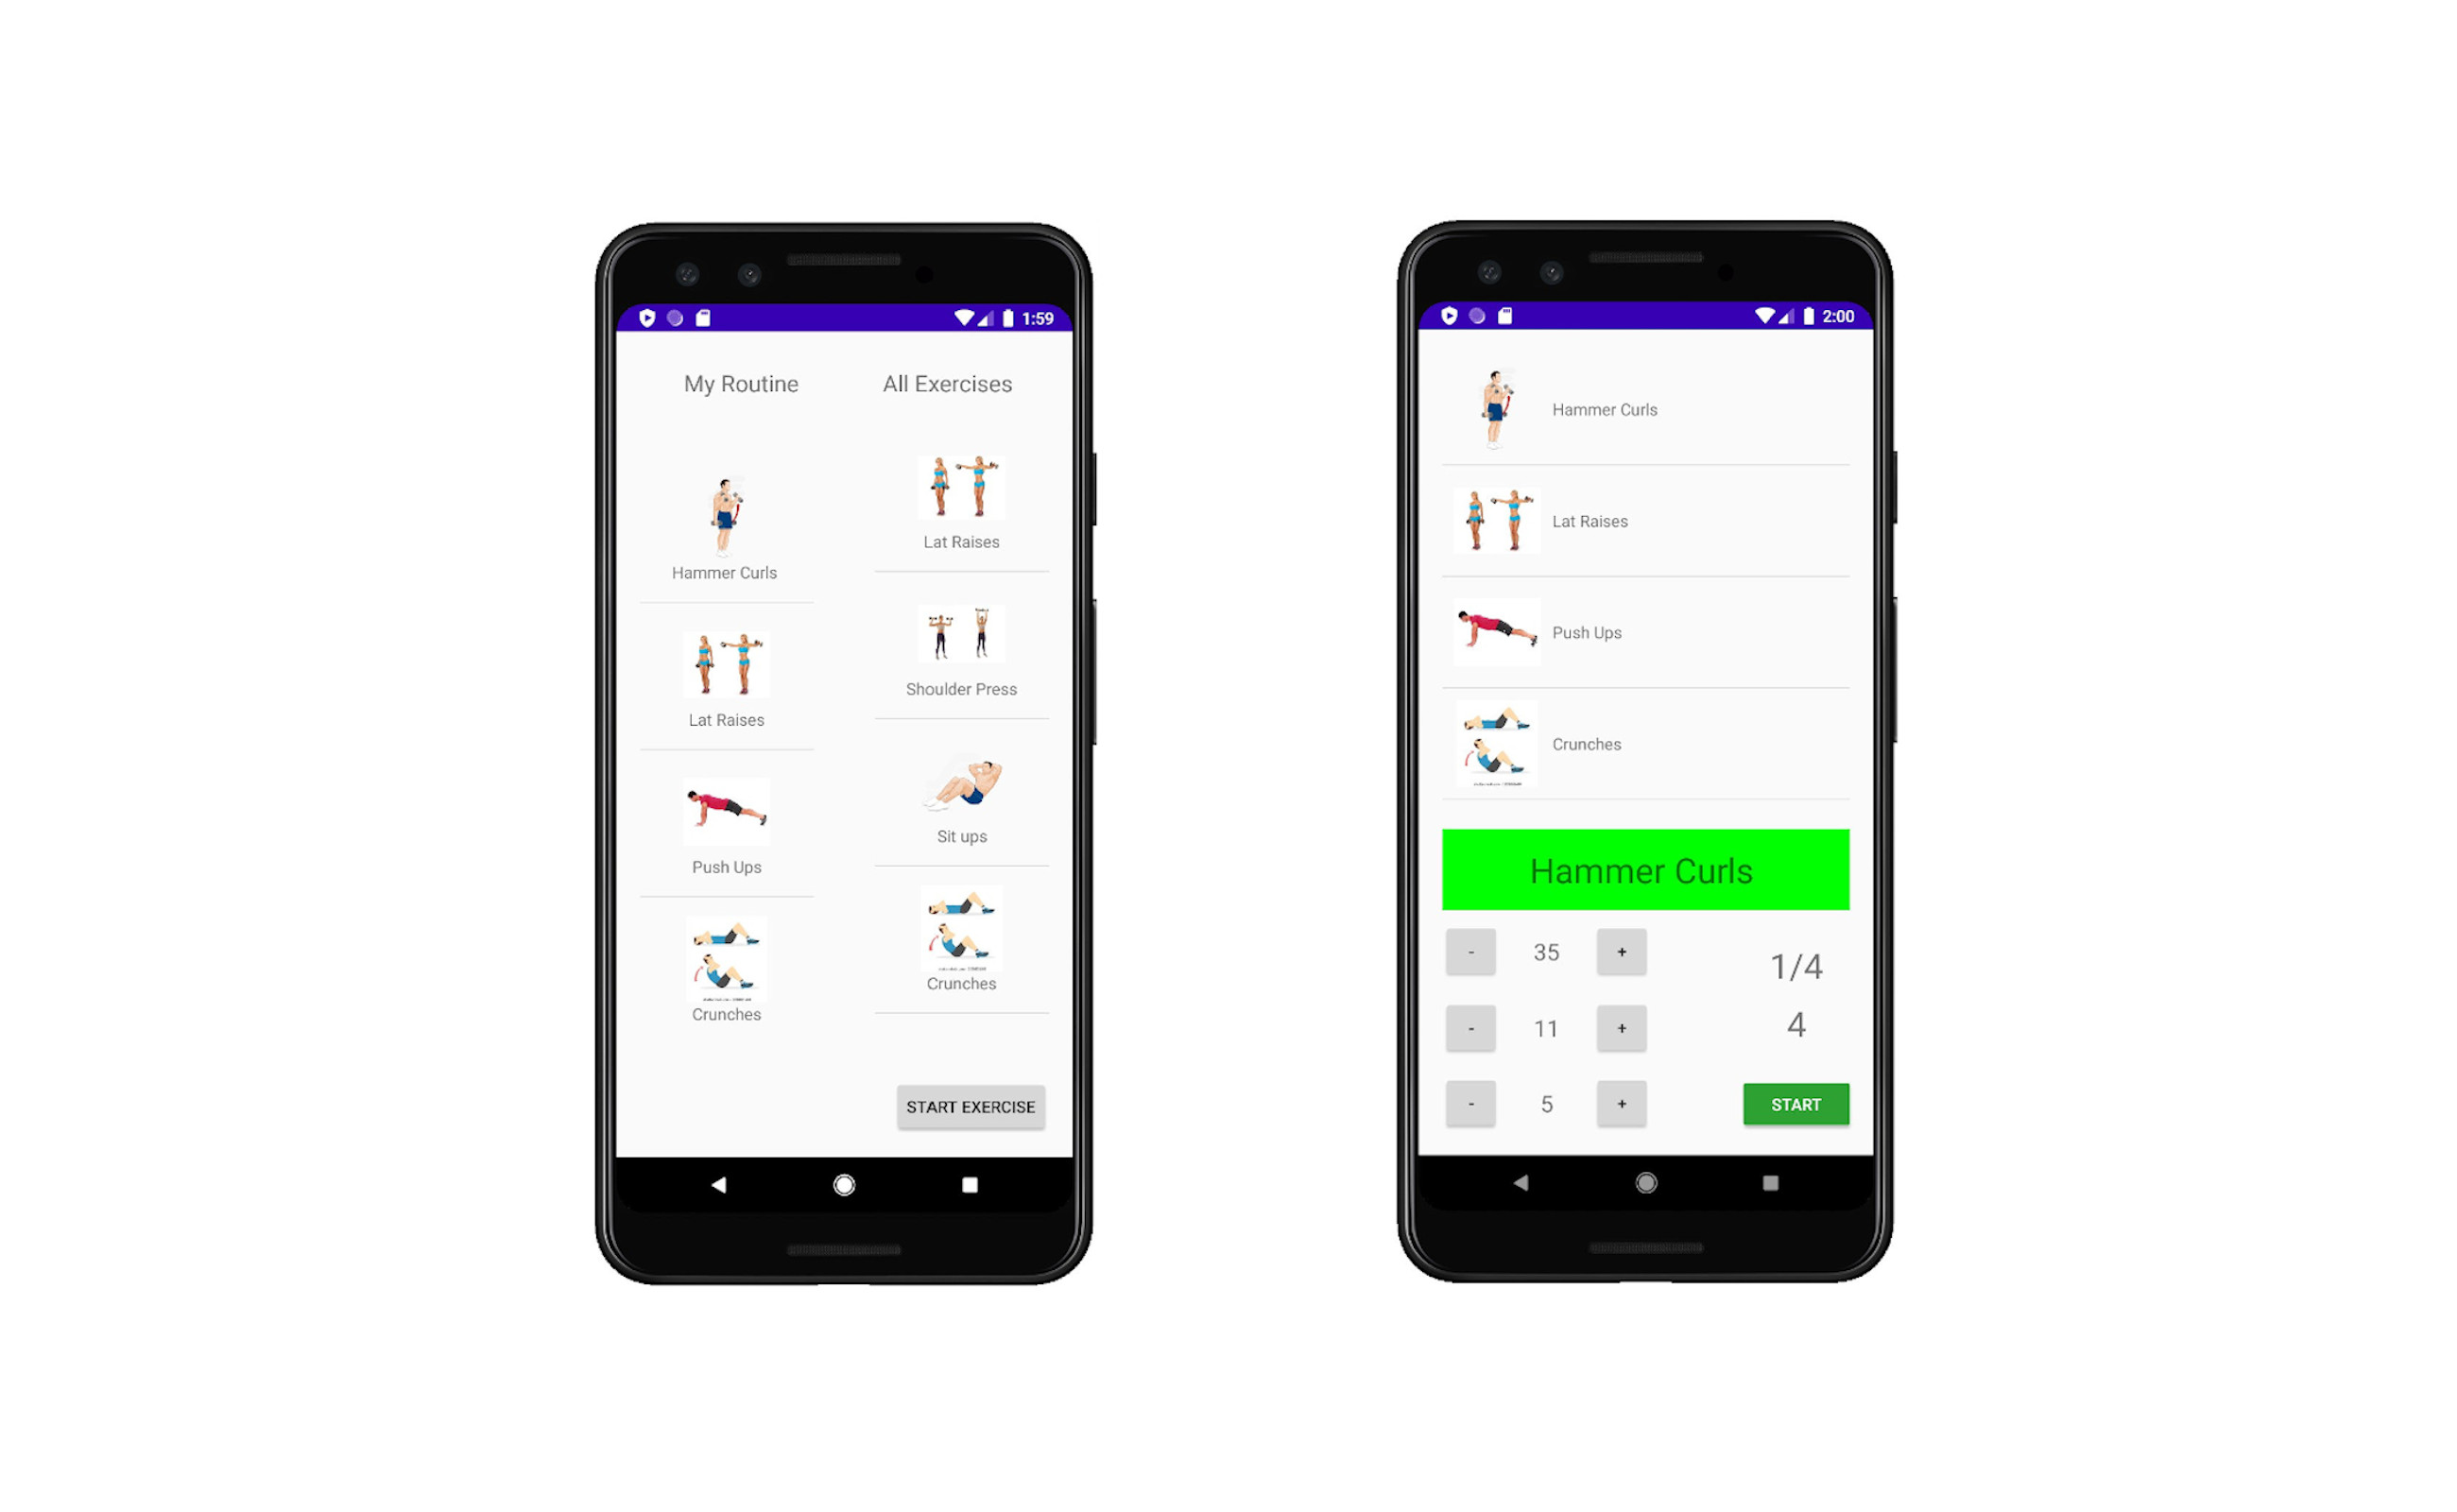 1:59
My Routine
All Exercises
Hammer Curls
Lat Raises
Push Ups
Crunches
Lat Raises
Shoulder Press
Sit ups
Crunches
START EXERCISE
2:00
Hammer Curls
Lat Raises
Push Ups
Crunches
Hammer Curls
- 35 +
- 11 +
- 5 +
1/4
4
START